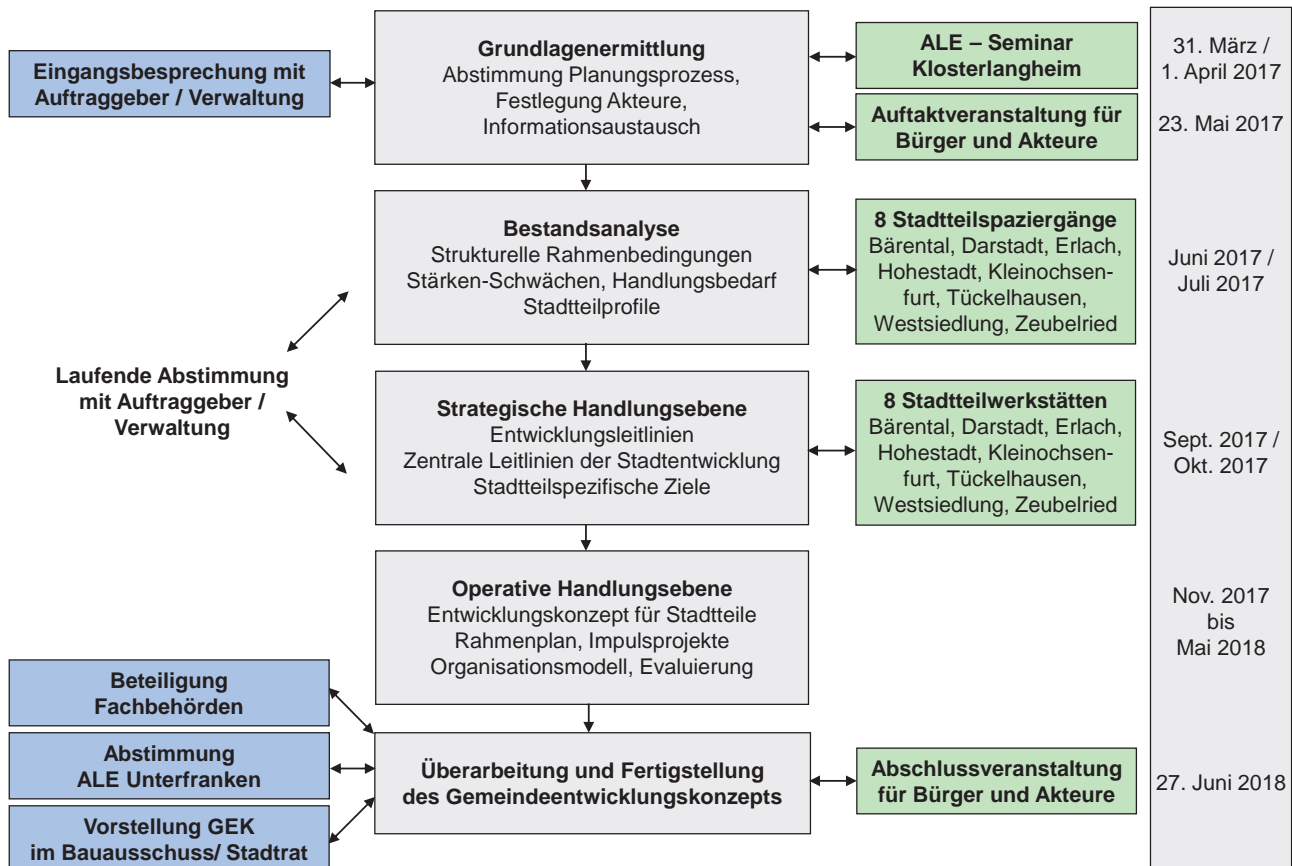 Eingangsbesprechung mit
Auftraggeber / Verwaltung
Grundlagenermittlung
Abstimmung Planungsprozess,
Festlegung Akteure,
Informationsaustausch
ALE – Seminar
Klosterlangheim
31. März /
1. April 2017
Auftaktveranstaltung für
Bürger und Akteure
23. Mai 2017
Bestandsanalyse
Strukturelle Rahmenbedingungen
Stärken-Schwächen, Handlungsbedarf
Stadtteilprofile
8 Stadtteilspaziergänge
Bärental, Darstadt, Erlach,
Hohestadt, Kleinochsen-
furt, Tückelhausen,
Westsiedlung, Zeubelried
Juni 2017 /
Juli 2017
Laufende Abstimmung
mit Auftraggeber /
Verwaltung
Strategische Handlungsebene
Entwicklungsleitlinien
Zentrale Leitlinien der Stadtentwicklung
Stadtteilspezifische Ziele
8 Stadtteilwerkstätten
Bärental, Darstadt, Erlach,
Hohestadt, Kleinochsen-
furt, Tückelhausen,
Westsiedlung, Zeubelried
Sept. 2017 /
Okt. 2017
Operative Handlungsebene
Entwicklungskonzept für Stadtteile
Rahmenplan, Impulsprojekte
Organisationsmodell, Evaluierung
Nov. 2017
bis
Mai 2018
Beteiligung
Fachbehörden
Abstimmung
ALE Unterfranken
Vorstellung GEK
im Bauausschuss/ Stadtrat
Überarbeitung und Fertigstellung
des Gemeindeentwicklungskonzepts
Abschlussveranstaltung
für Bürger und Akteure
27. Juni 2018